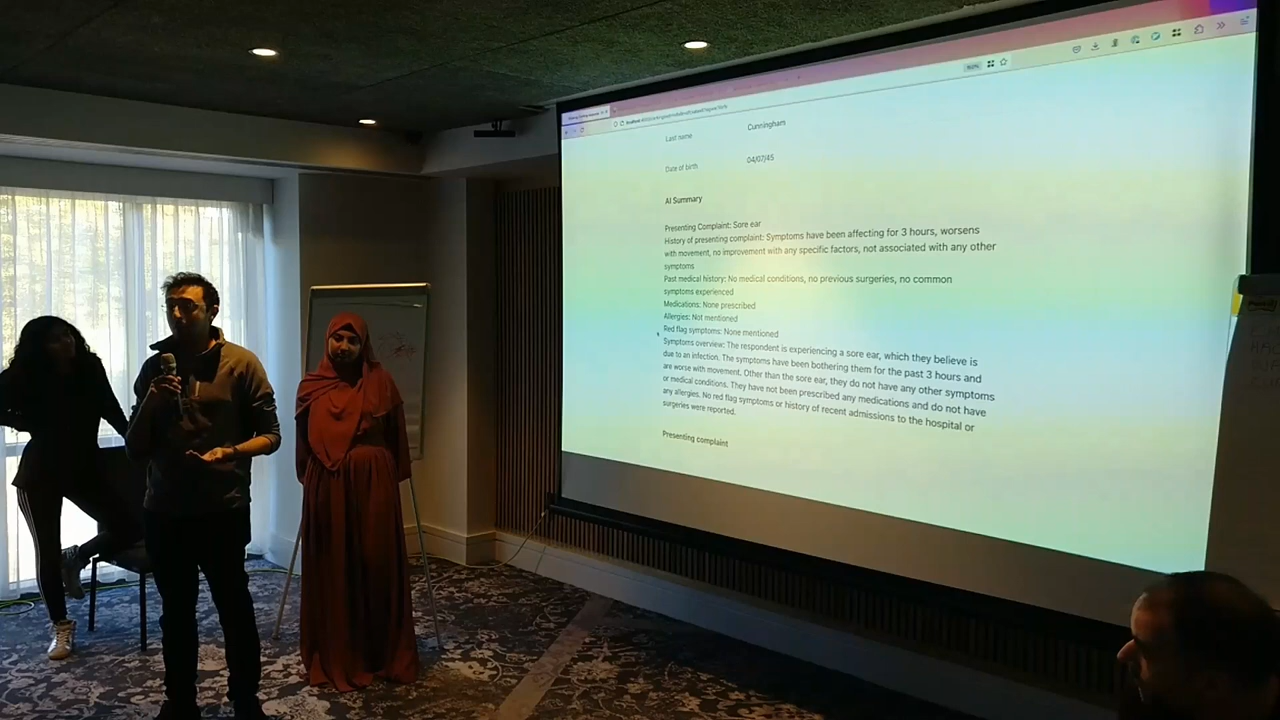 Last name
Cunningham
Date of birth
04/07/45
AI Summary
Presenting Complaint: Sore ear
History of presenting complaint: Symptoms have been affecting for 3 hours, worsens
with movement, no improvement with any specific factors, not associated with any other
symptoms
Past medical history: No medical conditions, no previous surgeries, no common
symptoms experienced
Medications: None prescribed
Allergies: Not mentioned
Red flag symptoms: None mentioned
Symptoms overview: The respondent is experiencing a sore ear, which they believe is
due to an infection. The symptoms have been bothering them for the past 3 hours and
are worse with movement. Other than the sore ear, they do not have any other symptoms
or medical conditions. They have not been prescribed any medications and do not have
any allergies. No red flag symptoms or history of recent admissions to the hospital or
surgeries were reported.
Presenting complaint